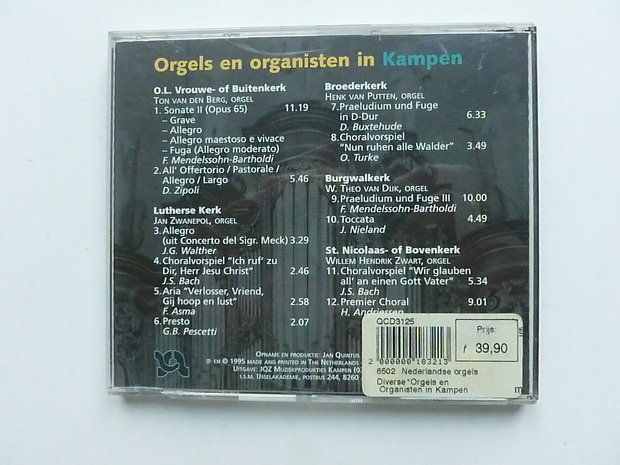 Orgels en organisten in Kampen
O.L. Vrouwe- of Buitenkerk
Ton van den Berg, orgel
1. Sonate II (Opus 65) 11.19
– Grave
– Allegro
– Allegro maestoso e vivace
– Fuga (Allegro moderato)
F. Mendelssohn-Bartholdi
2. All' Offertorio / Pastorale /
Allegro / Largo 5.46
D. Zipoli
Lutherse Kerk
Jan Zwanepol, orgel
3. Allegro
(uit Concerto del Sigr. Meck) 3.29
J.G. Walther
4. Choralvorspiel "Ich ruf' zu
Dir, Herr Jesu Christ" 2.46
J.S. Bach
5. Aria "Verlosser, Vriend,
Gij hoop en lust" 2.58
F. Asma
6. Presto 2.07
G.B. Pescetti
Broederkerk
Henk van Putten, orgel
7. Praeludium und Fuge
in D-Dur 6.33
D. Buxtehude
8. Choralvorspiel
"Nun ruhen alle Walder" 3.49
O. Turke
Burgwalkerk
W. Theo van Dijk, orgel
9. Praeludium und Fuge III 10.00
F. Mendelssohn-Bartholdi
10. Toccata 4.49
J. Nieland
St. Nicolaas- of Bovenkerk
Willem Hendrik Zwart, orgel
11. Choralvorspiel "Wir glauben
all' an einen Gott Vater" 5.34
J.S. Bach
12. Premier Choral 9.01
H. Andriessen
Opname en produktie: Jan Quintus
℗ en © 1995 made and printed in The Netherlands
Uitgave: JQZ Muziekprodukties Kampen (03
i.s.m. IJsselakademie, postbus 244, 8260
QCD3125
Prijs:
f 39,90
2 000000 183213
6502 Nederlandse orgels
Diverse*Orgels en
Organisten in Kampen